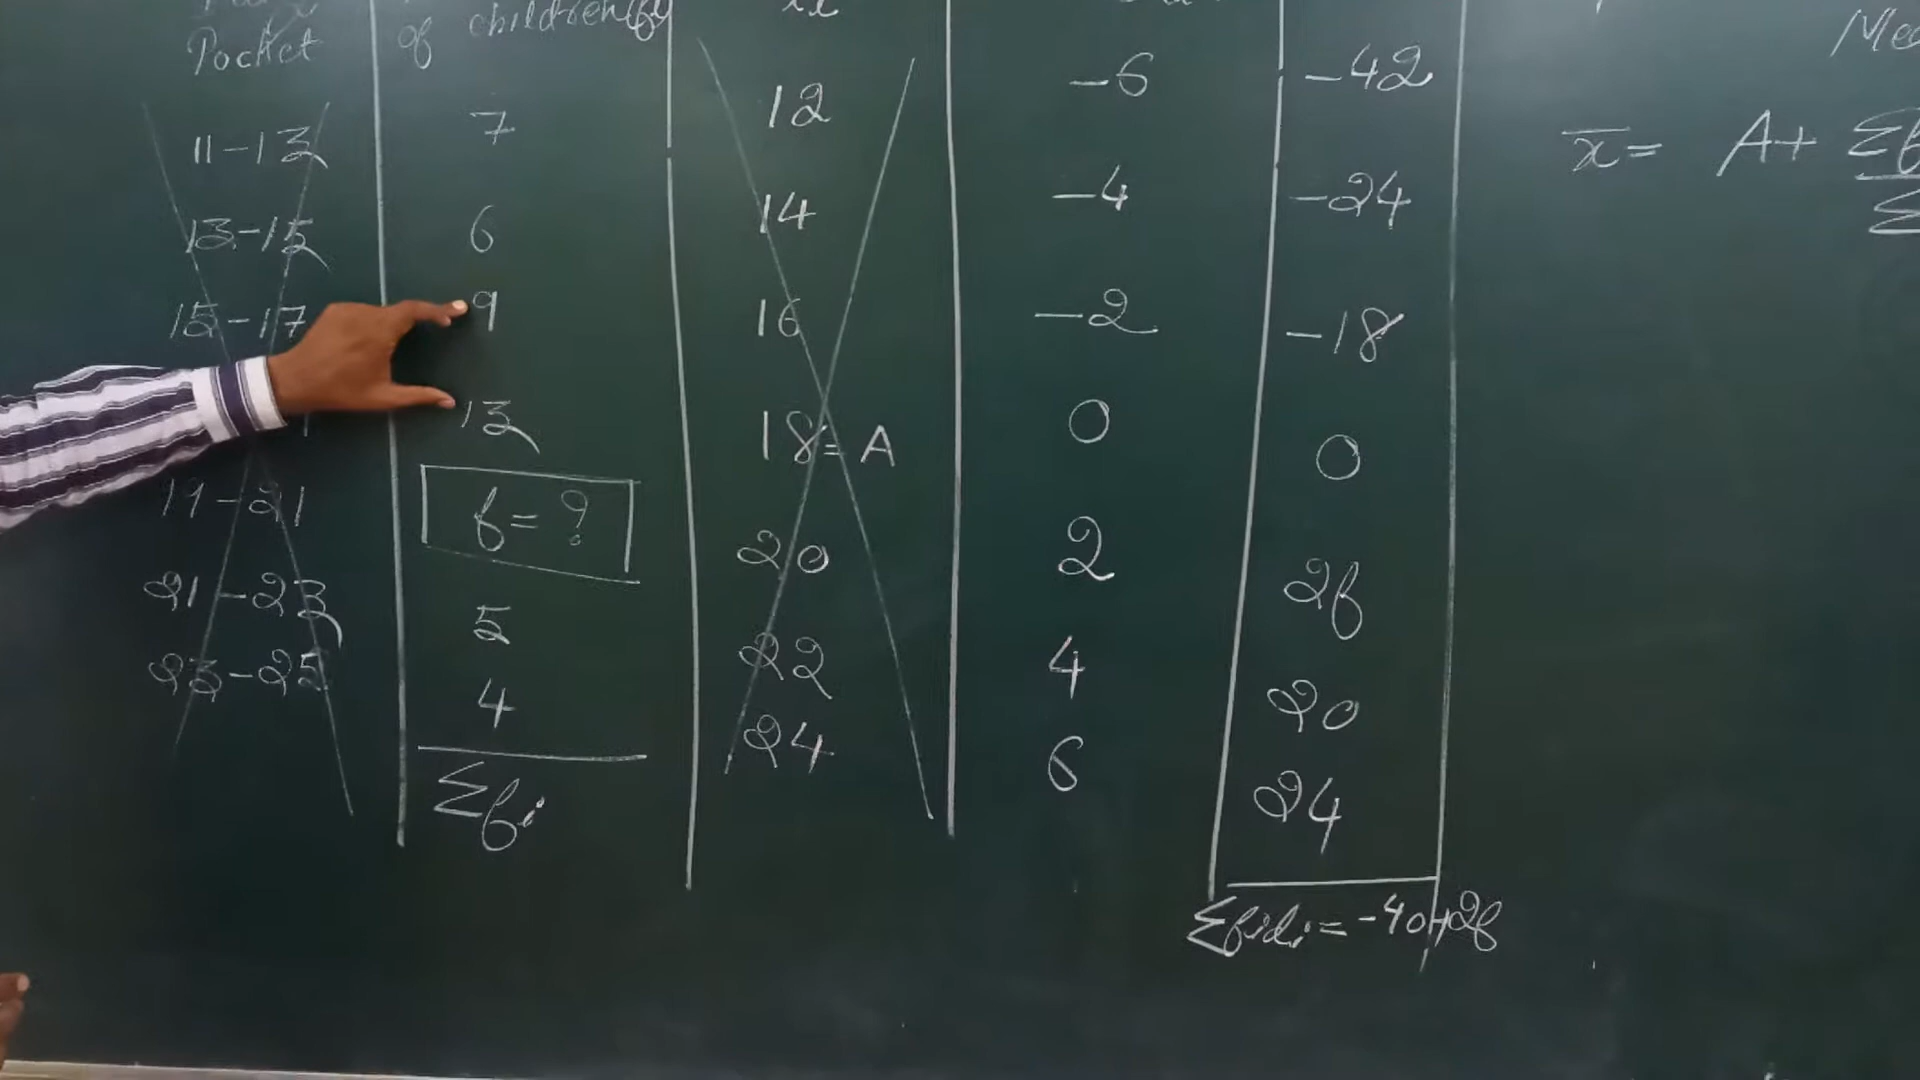 Pocket of children(fi) xi
11-13 7 12 -6 -42
13-15 6 14 -4 -24
15-17 9 16 -2 -18
13 18=A 0 0
19-21 f=? 20 2 2f
21-23 5 22 4 20
23-25 4 24 6 24
Σfi
Σfidi=-40+2f
x̄= A+ Σf
Σ